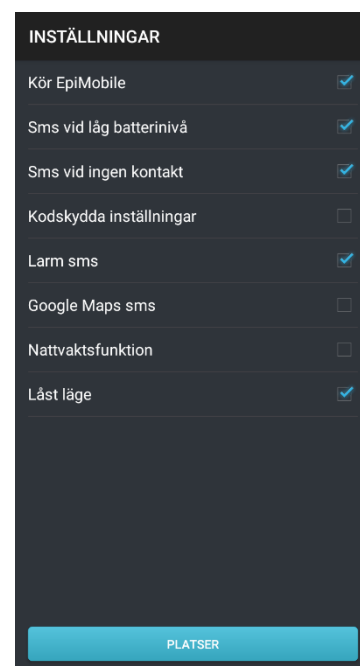 INSTÄLLNINGAR
Kör EpiMobile
Sms vid låg batterinivå
Sms vid ingen kontakt
Kodskydda inställningar
Larm sms
Google Maps sms
Nattvaktsfunktion
Låst läge
PLATSER